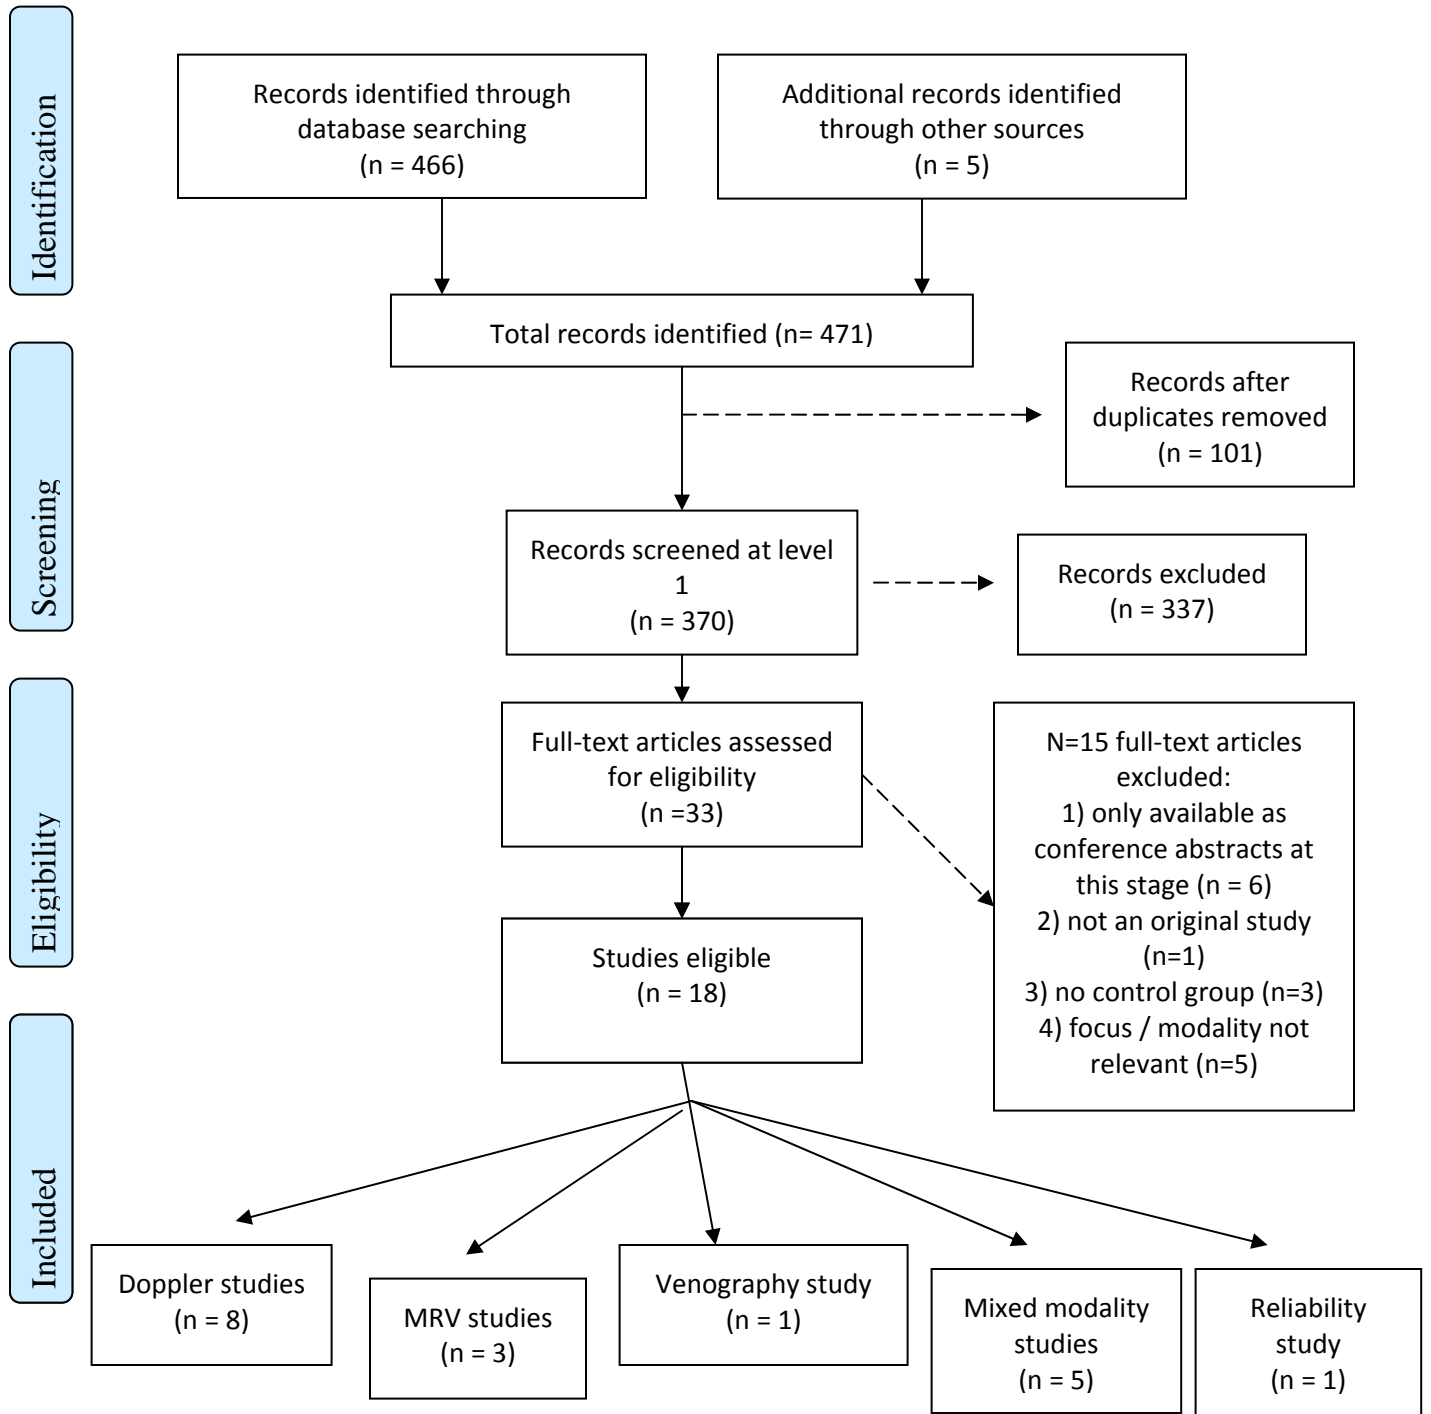 Identification
Records identified through
database searching
(n = 466)
Additional records identified
through other sources
(n = 5)
Total records identified (n= 471)
Screening
Records after
duplicates removed
(n = 101)
Records screened at level
1
(n = 370)
Records excluded
(n = 337)
Eligibility
Full-text articles assessed
for eligibility
(n =33)
N=15 full-text articles
excluded:
1) only available as
conference abstracts at
this stage (n = 6)
2) not an original study
(n=1)
3) no control group (n=3)
4) focus / modality not
relevant (n=5)
Studies eligible
(n = 18)
Included
Doppler studies
(n = 8)
MRV studies
(n = 3)
Venography study
(n = 1)
Mixed modality
studies
(n = 5)
Reliability
study
(n = 1)